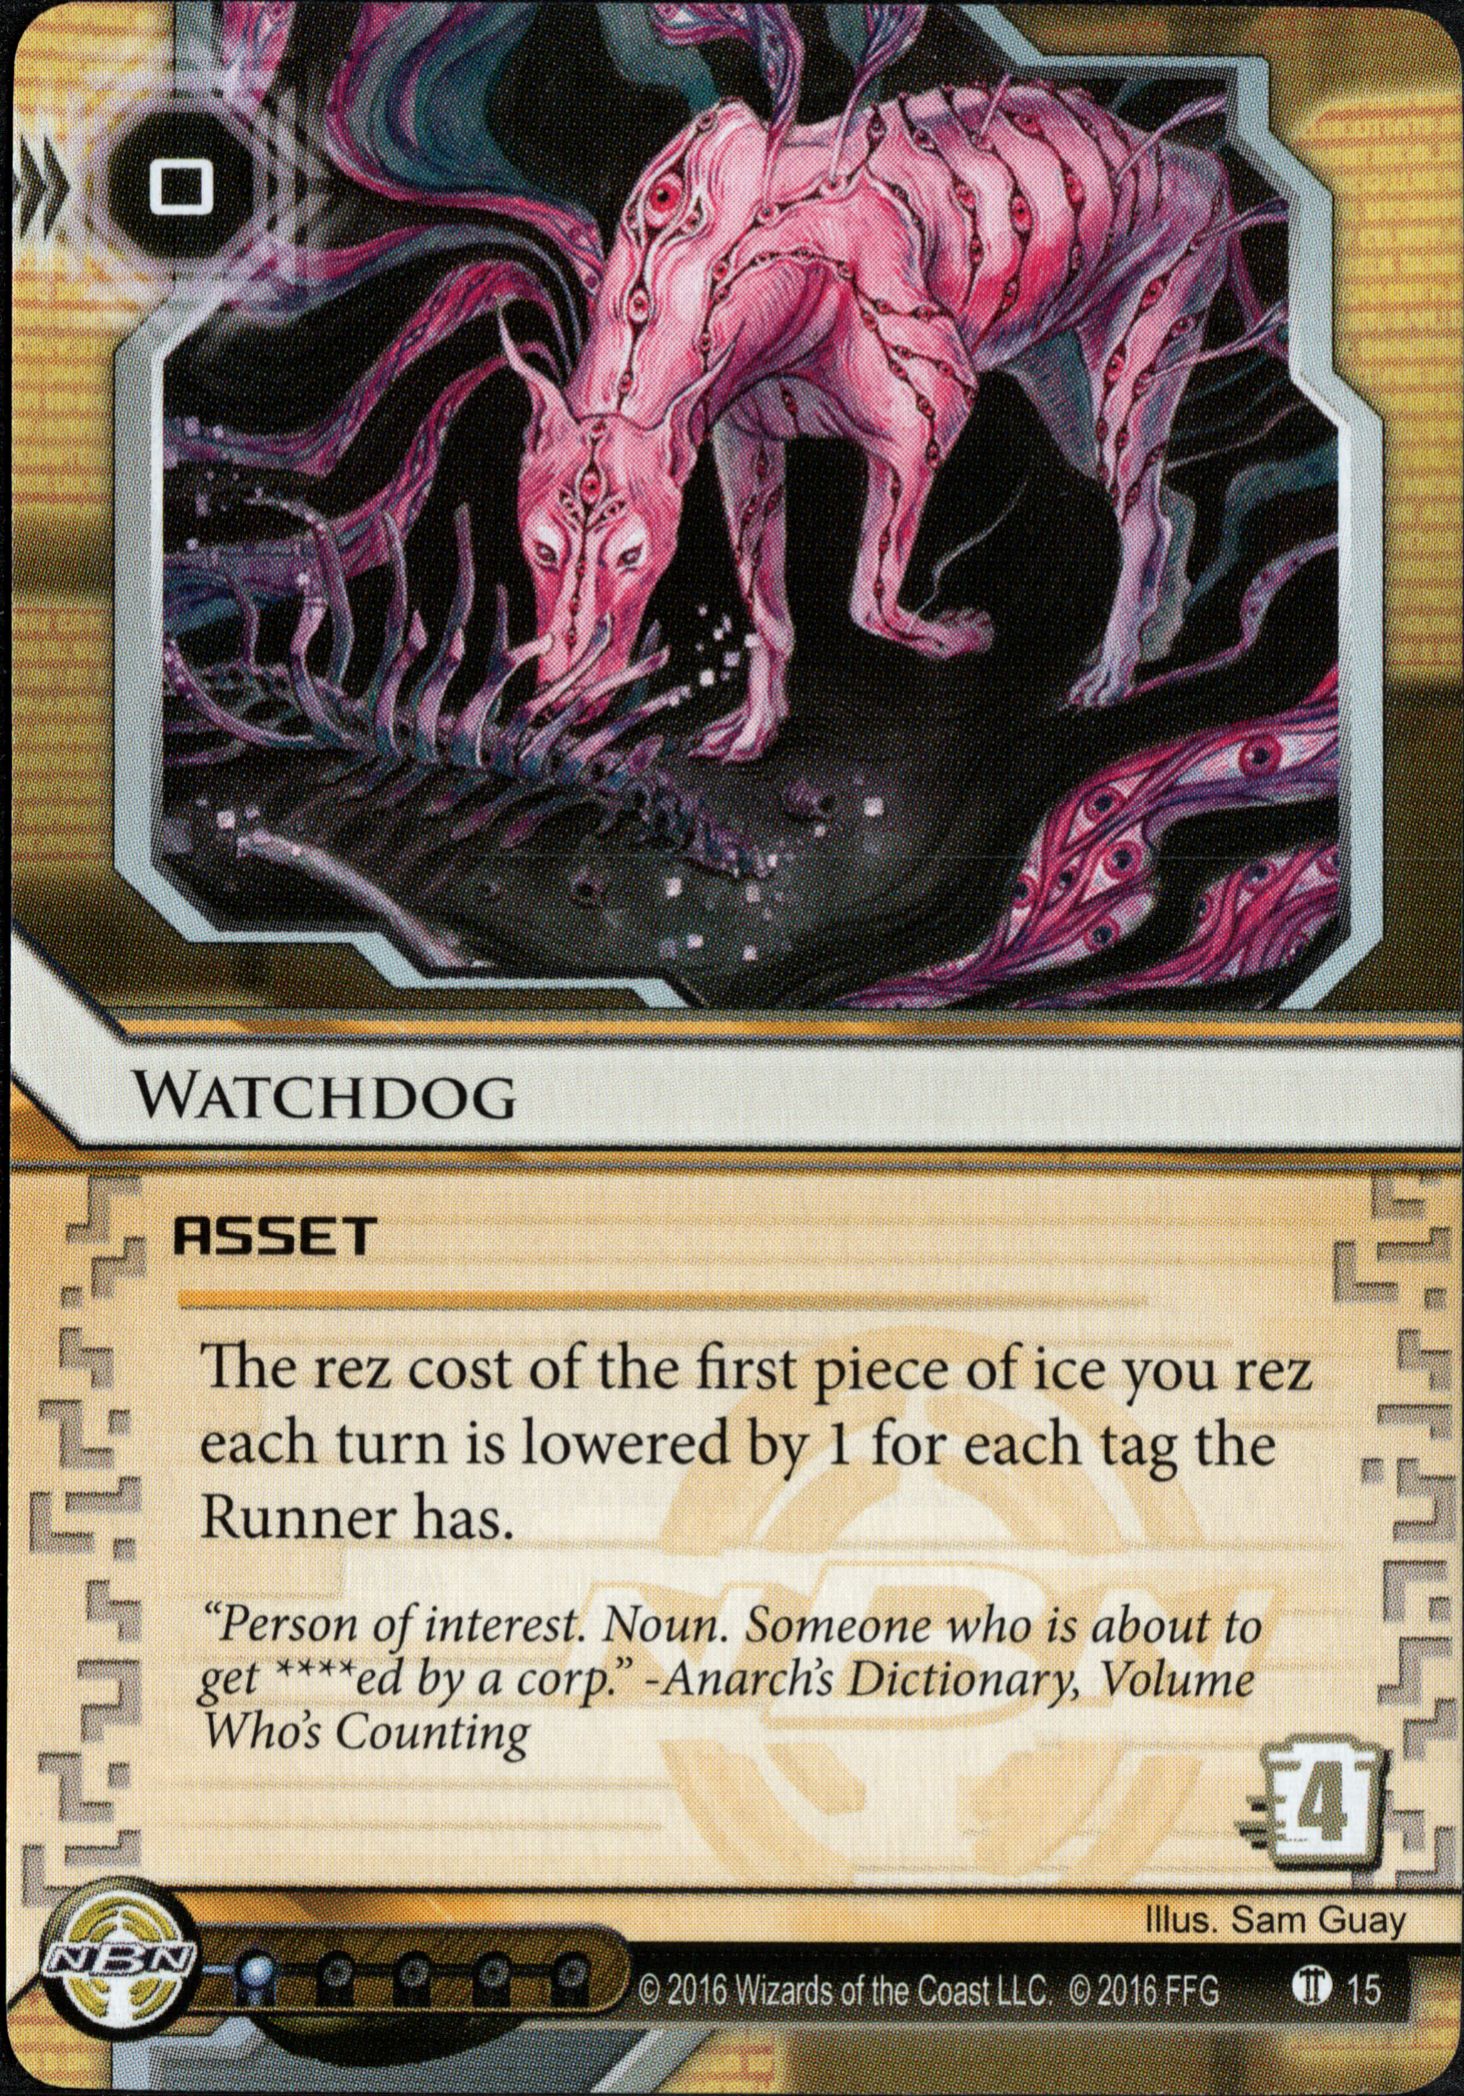 WATCHDOG
ASSET
The rez cost of the first piece of ice you rez
each turn is lowered by 1 for each tag the
Runner has.
“Person of interest. Noun. Someone who is about to
get ****ed by a corp.” -Anarch’s Dictionary, Volume
Who’s Counting
4
Illus. Sam Guay
NBN
© 2016 Wizards of the Coast LLC. © 2016 FFG
15